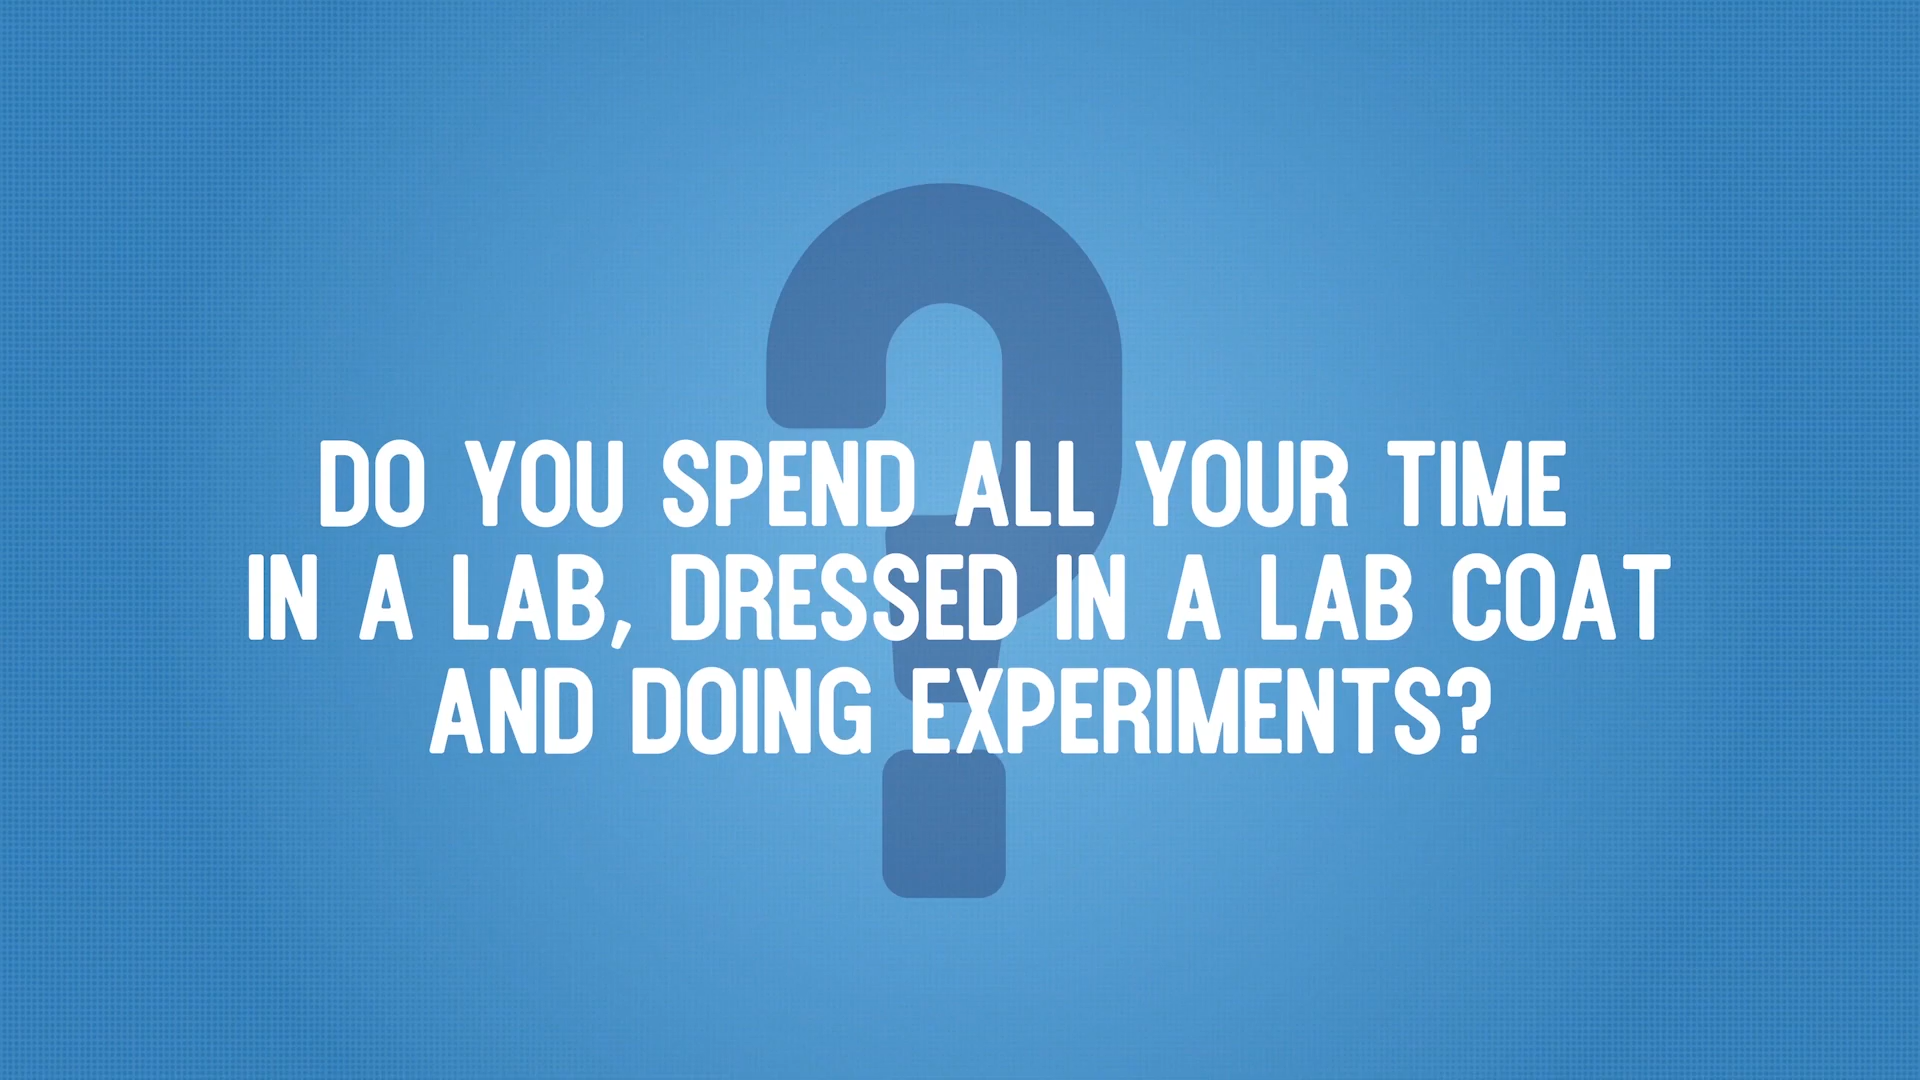 DO YOU SPEND ALL YOUR TIME
IN A LAB, DRESSED IN A LAB COAT
AND DOING EXPERIMENTS?